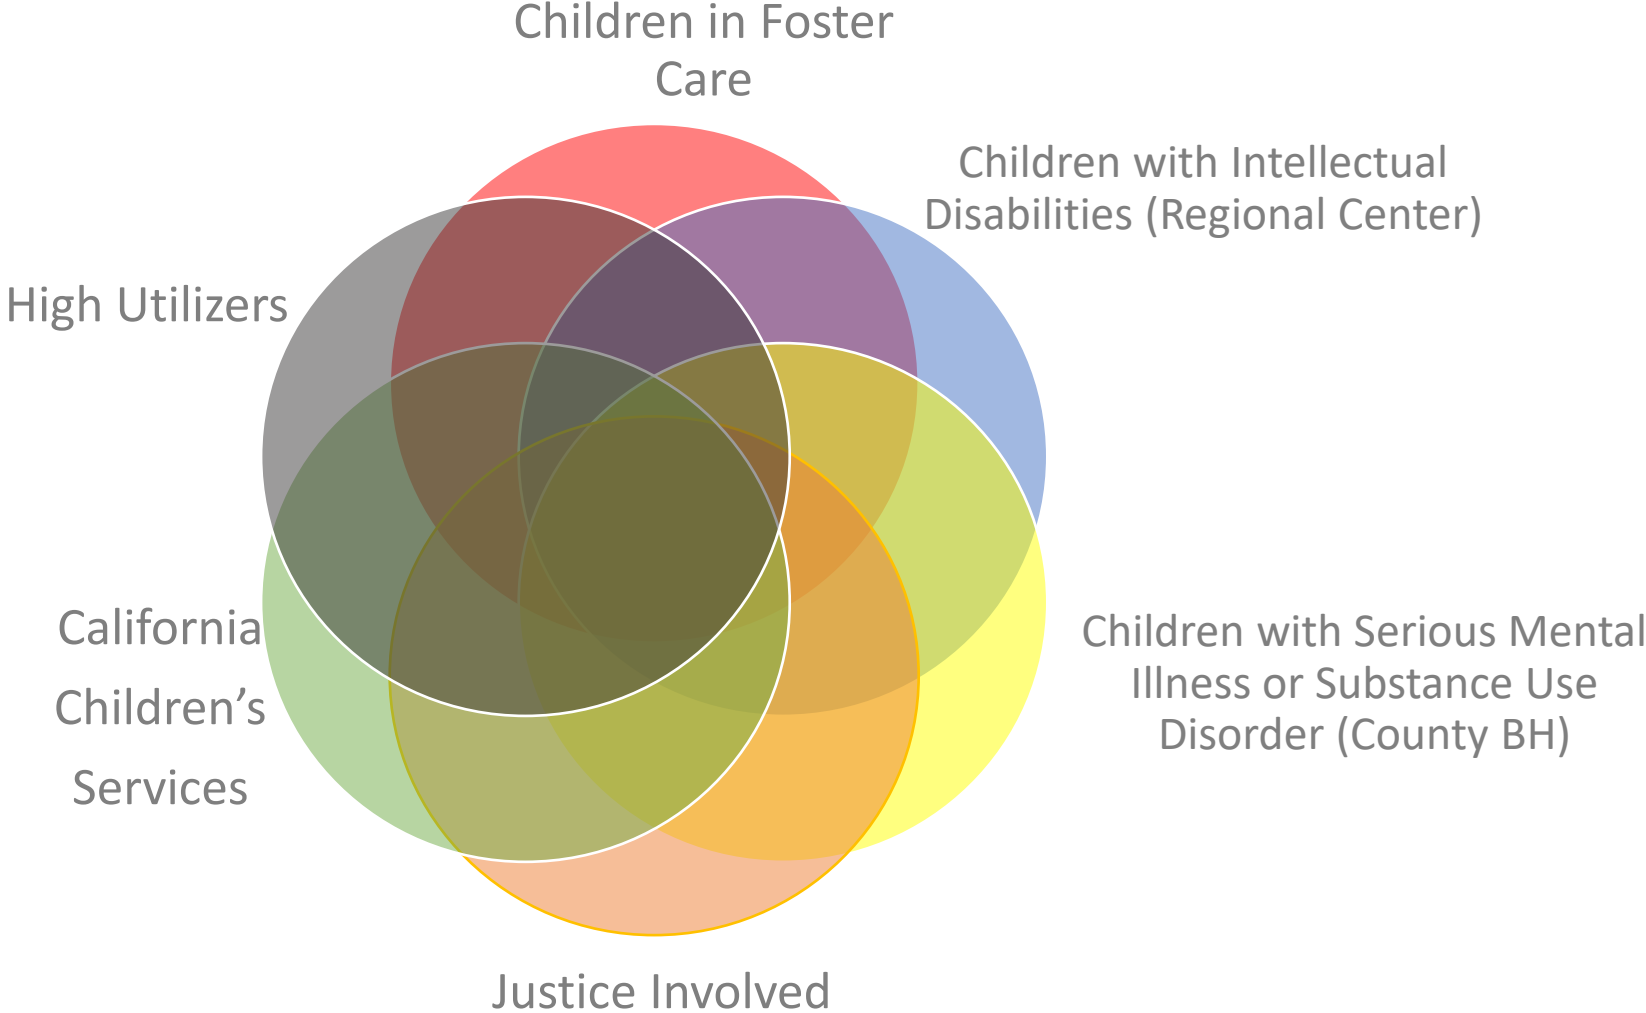 Children in Foster
Care
Children with Intellectual
Disabilities (Regional Center)
High Utilizers
California
Children’s
Services
Children with Serious Mental
Illness or Substance Use
Disorder (County BH)
Justice Involved